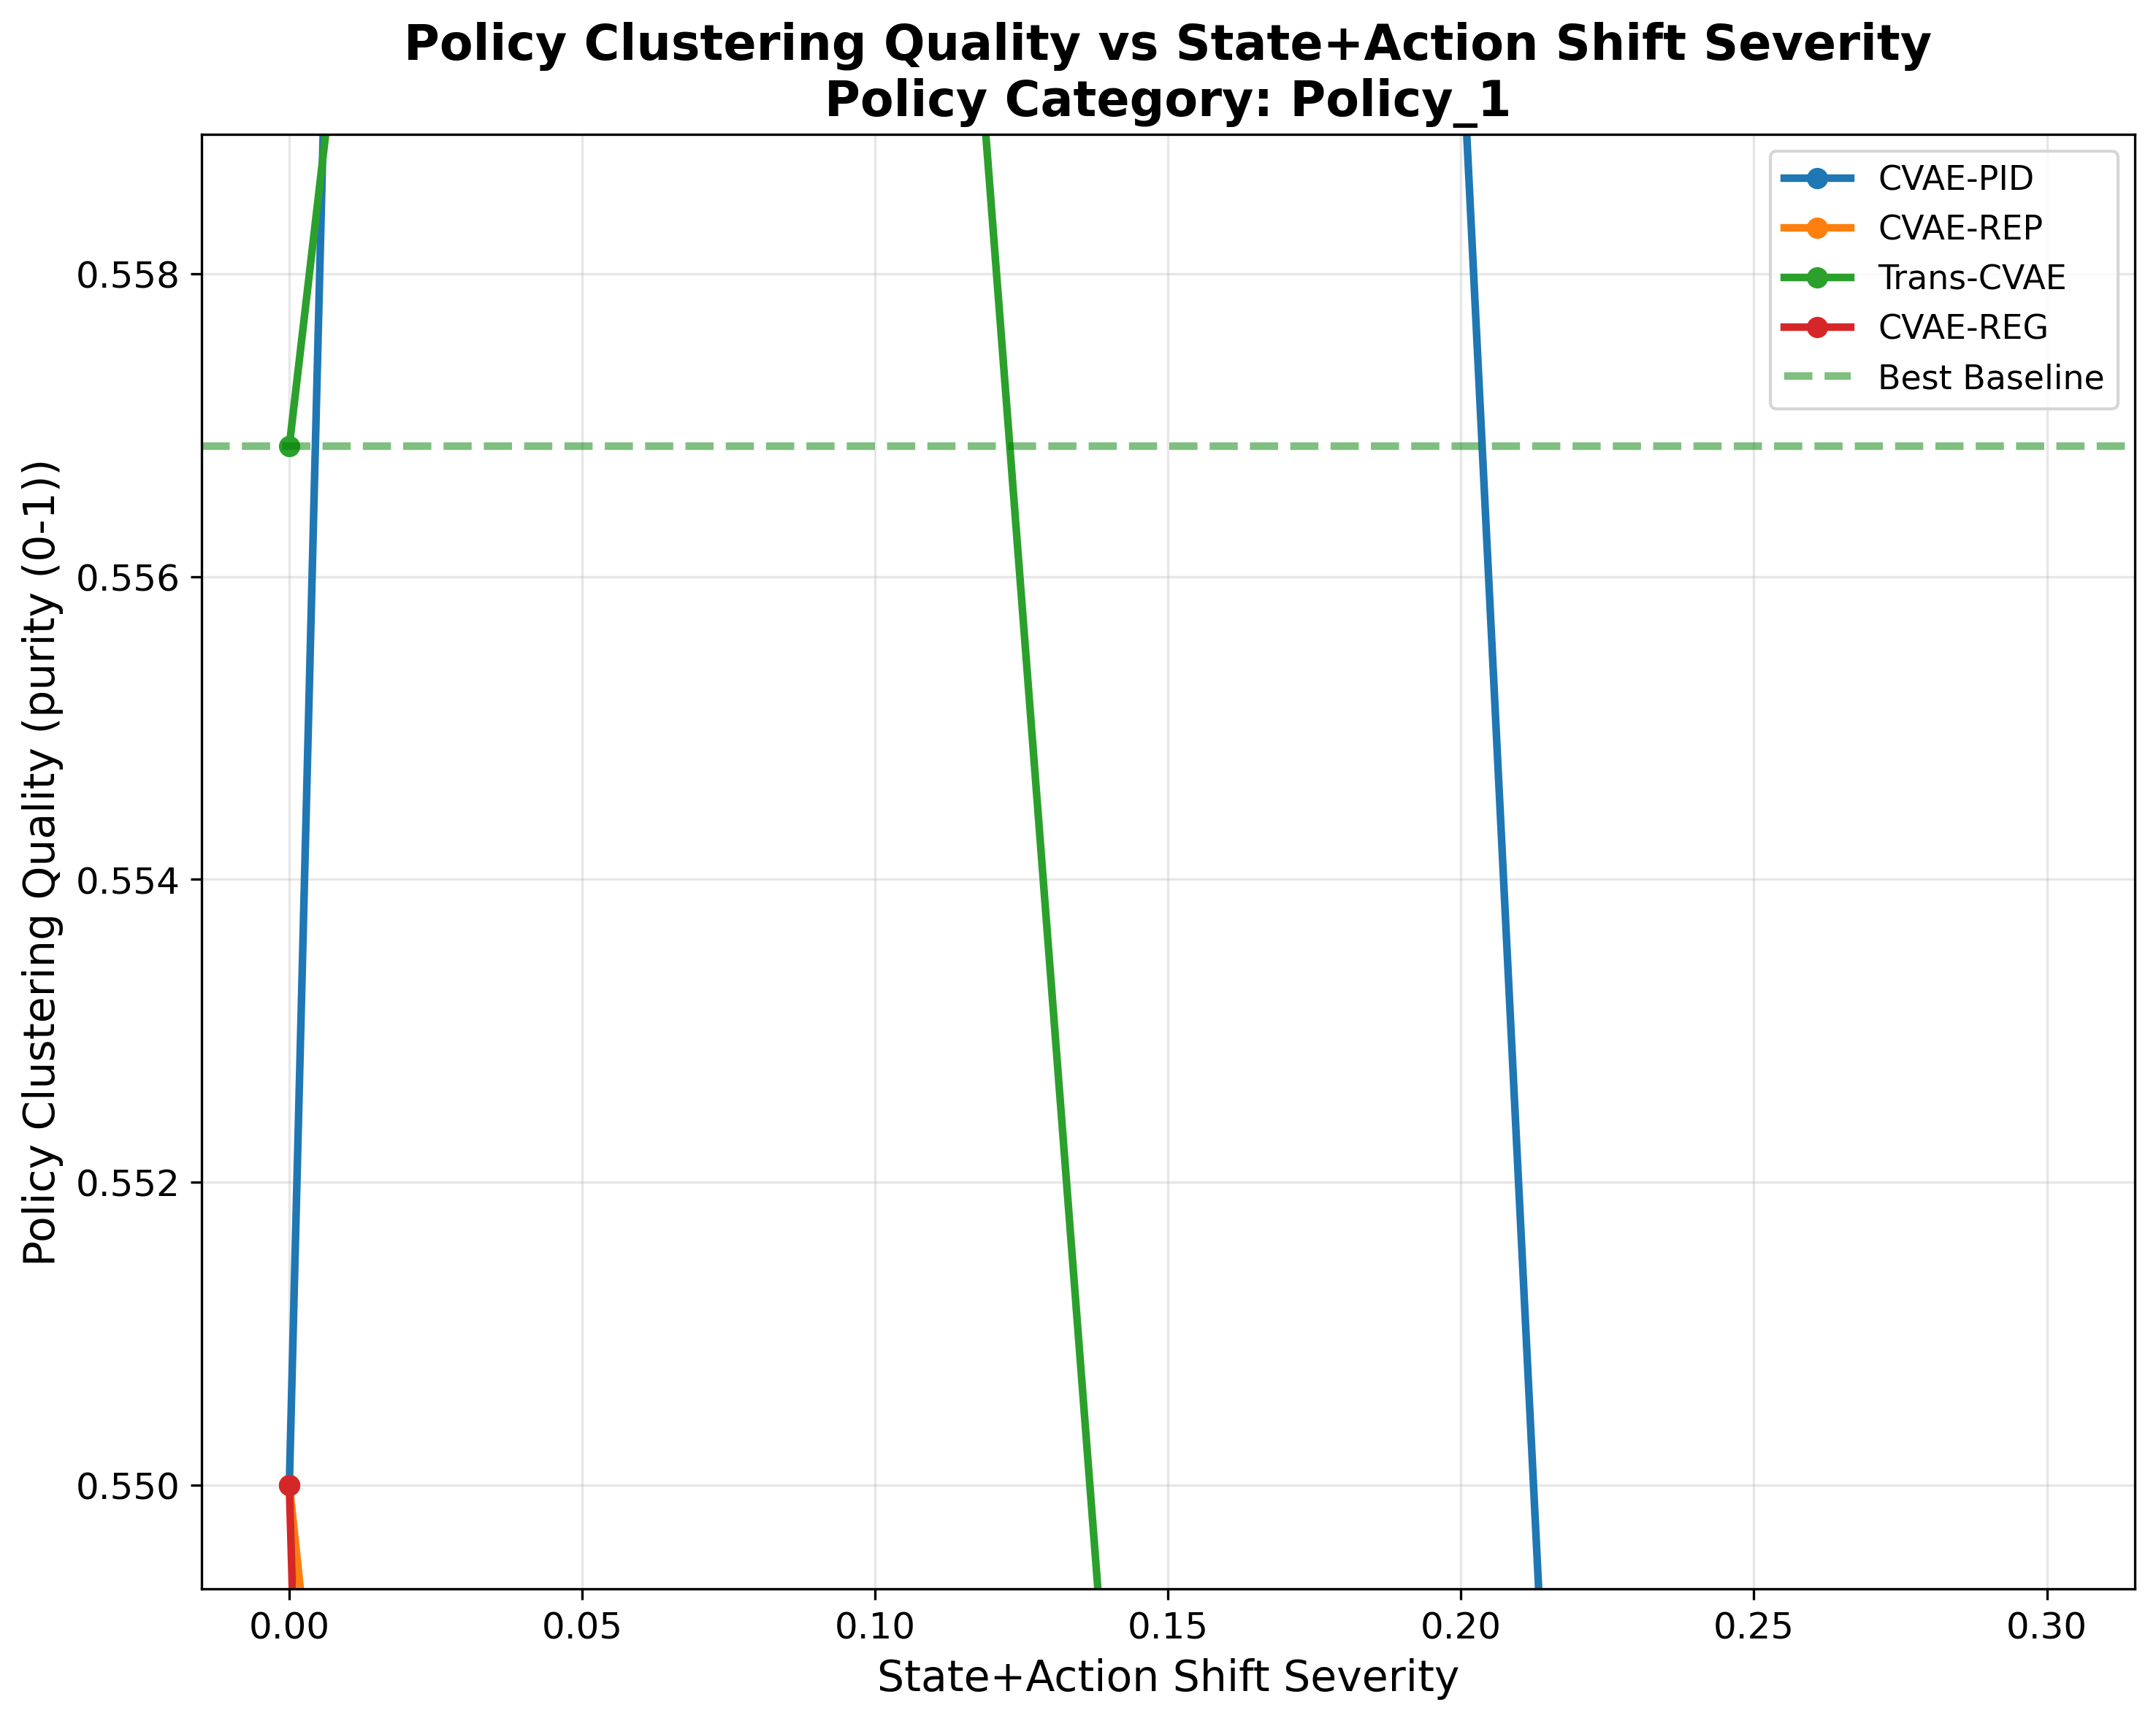 Policy Clustering Quality vs State+Action Shift Severity
Policy Category: Policy_1
CVAE-PID
CVAE-REP
Trans-CVAE
CVAE-REG
Best Baseline
Policy Clustering Quality (purity (0-1))
0.558
0.556
0.554
0.552
0.550
0.00 0.05 0.10 0.15 0.20 0.25 0.30
State+Action Shift Severity